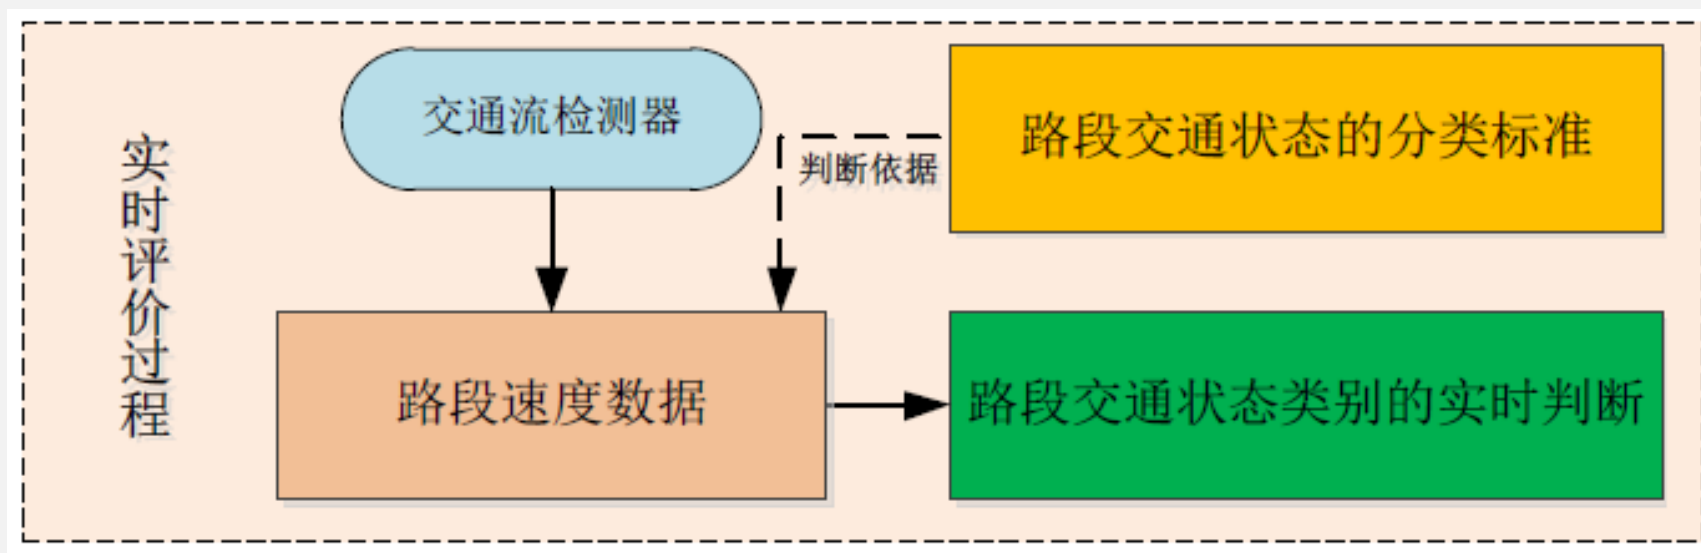 实时评价过程
交通流检测器
路段交通状态的分类标准
判断依据
路段速度数据
路段交通状态类别的实时判断